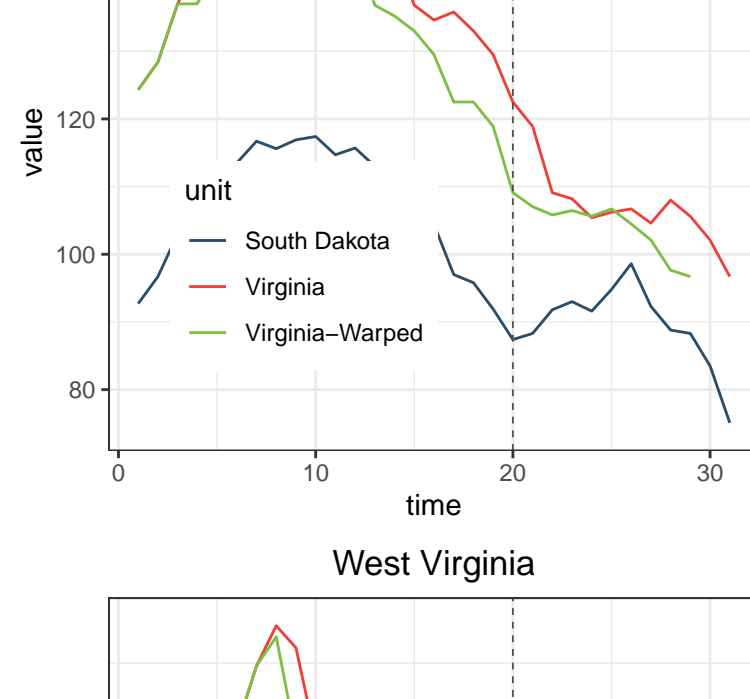 value
120
100
80
unit
South Dakota
Virginia
Virginia–Warped
0 10 20 30
time
West Virginia